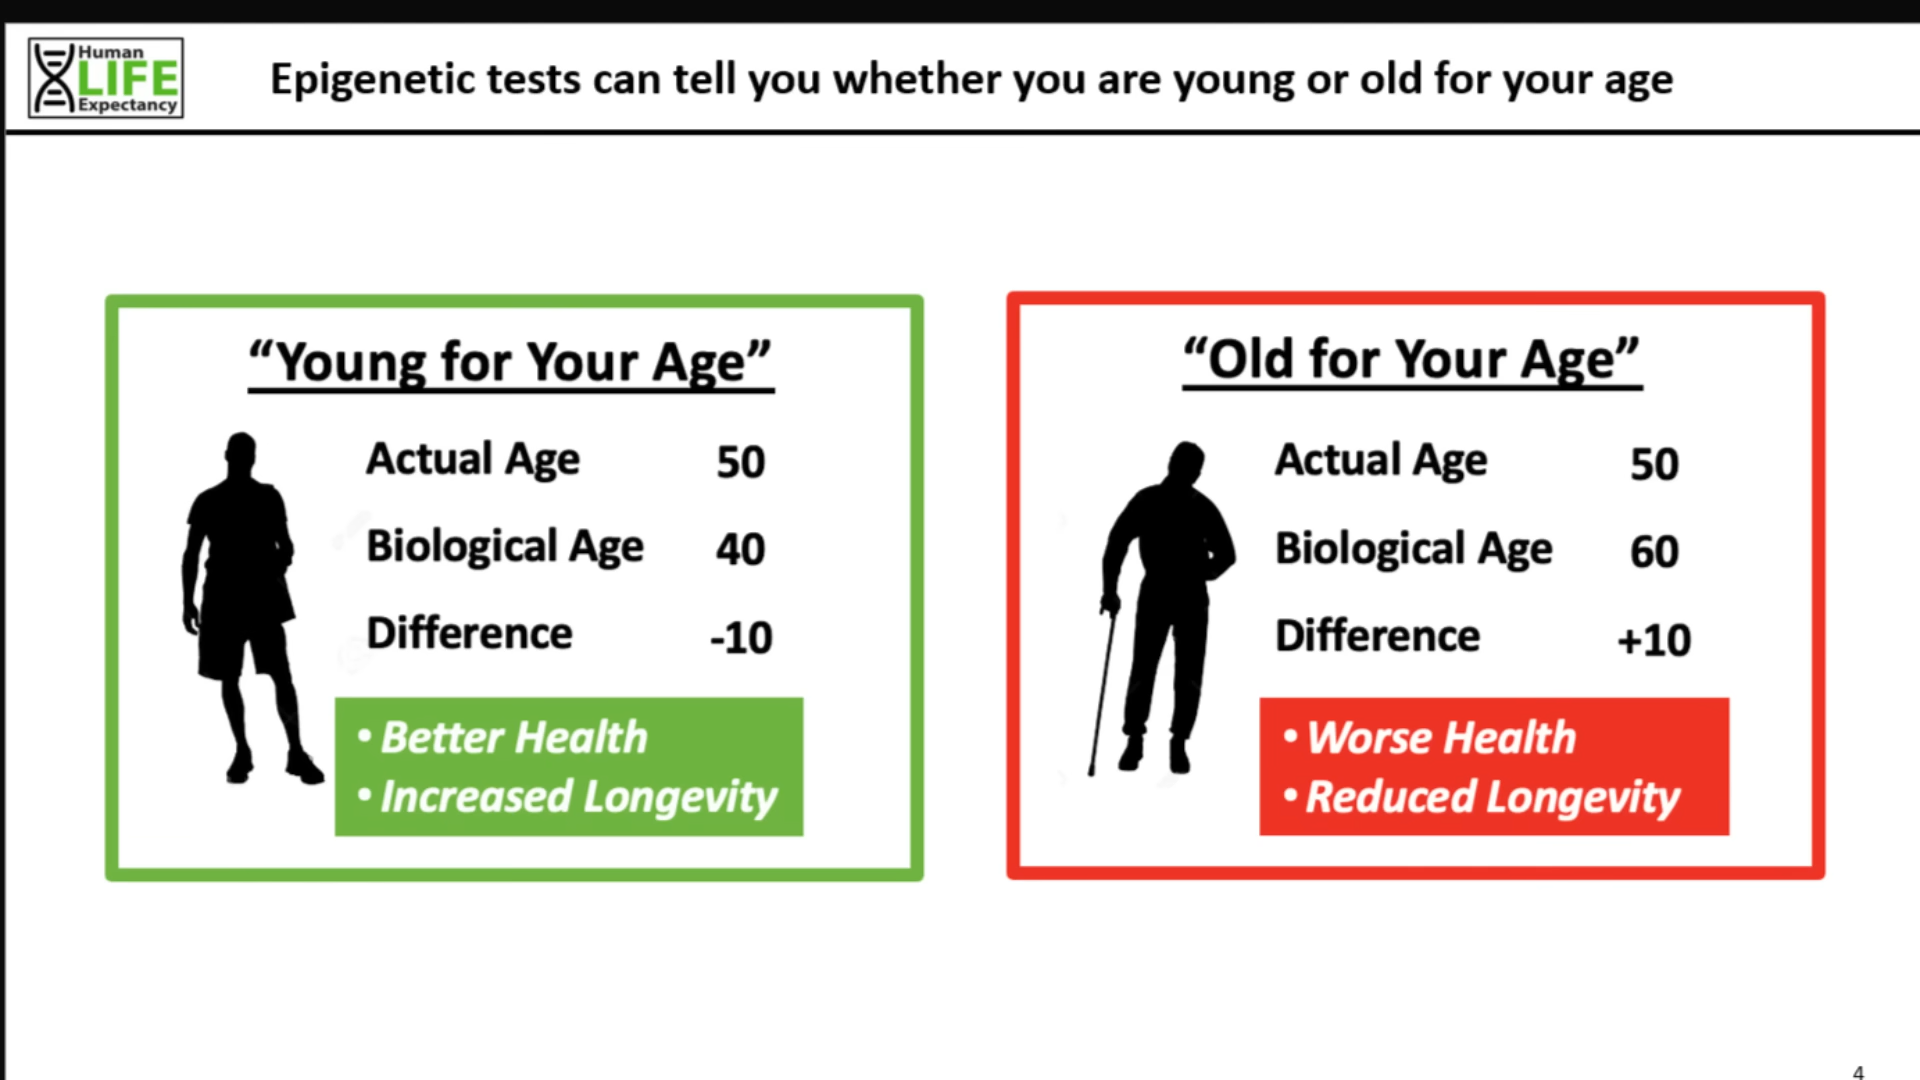 Human
LIFE
Expectancy
Epigenetic tests can tell you whether you are young or old for your age
“Young for Your Age”
Actual Age 50
Biological Age 40
Difference -10
• Better Health
• Increased Longevity
“Old for Your Age”
Actual Age 50
Biological Age 60
Difference +10
• Worse Health
• Reduced Longevity
4